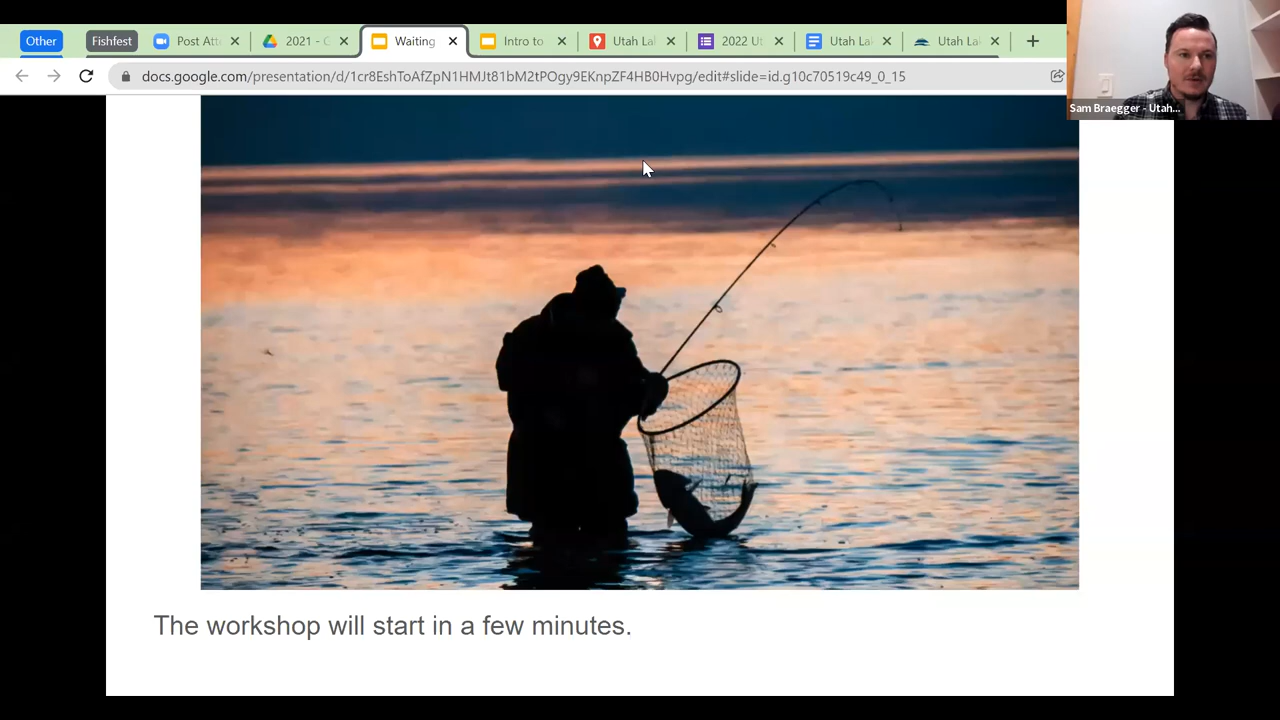 Other
Fishfest
Post Att
2021 - C
Waiting
Intro to
Utah La
2022 Ut
Utah La
Utah La
docs.google.com/presentation/d/1cr8EshToAfZpN1HMJt81bM2tPOgy9EKnpZF4HB0Hvpg/edit#slide=id.g10c70519c49_0_15
Sam Braegger - Utah...
The workshop will start in a few minutes.